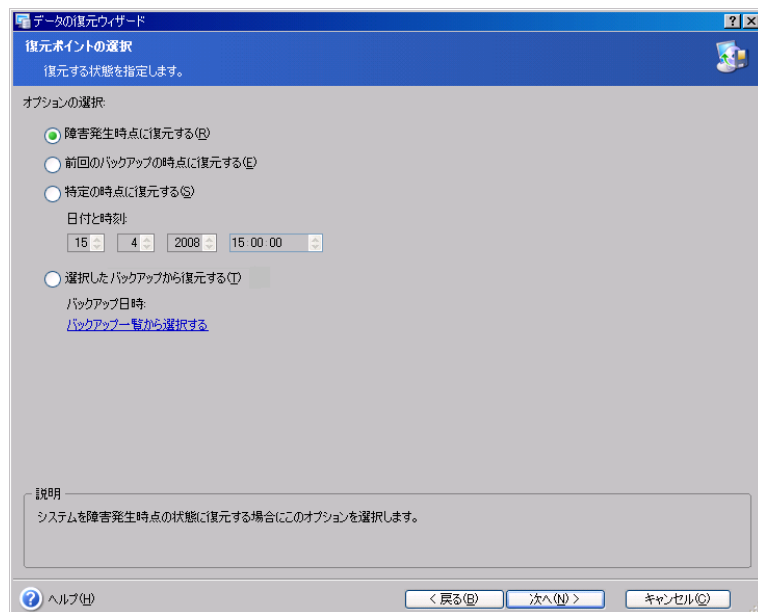 データの復元ウィザード
復元ポイントの選択
復元する状態を指定します。
オプションの選択:
障害発生時点に復元する(R)
前回のバックアップの時点に復元する(E)
特定の時点に復元する(S)
日付と時刻:
15 4 2008 15:00:00
選択したバックアップから復元する(T)
バックアップ日時:
バックアップ一覧から選択する
説明
システムを障害発生時点の状態に復元する場合にこのオプションを選択します。
ヘルプ(H) < 戻る(B) 次へ(N) > キャンセル(C)